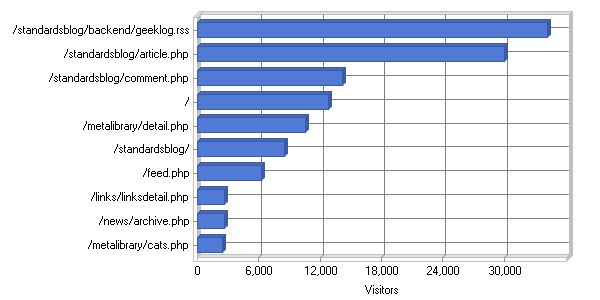 /standardsblog/backend/geeklog.rss
/standardsblog/article.php
/standardsblog/comment.php
/
/metalibrary/detail.php
/standardsblog/
/feed.php
/links/linksdetail.php
/news/archive.php
/metalibrary/cats.php
0 6,000 12,000 18,000 24,000 30,000
Visitors